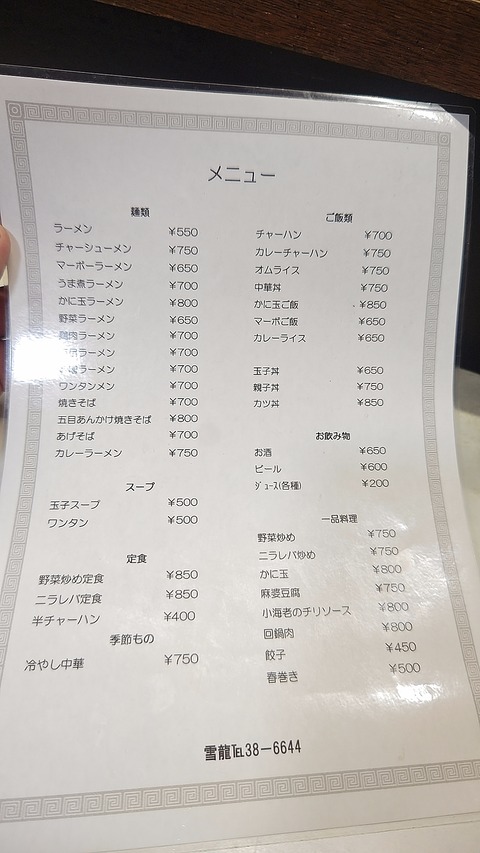 メニュー
麺類
ラーメン ¥550
チャーシューメン ¥750
マーボーラーメン ¥650
うま煮ラーメン ¥700
かに玉ラーメン ¥800
野菜ラーメン ¥650
鶏肉ラーメン ¥700
ラーメン ¥700
ラーメン ¥700
ワンタンメン ¥700
焼きそば ¥700
五目あんかけ焼きそば ¥800
あげそば ¥700
カレーラーメン ¥750
スープ
玉子スープ ¥500
ワンタン ¥500
定食
野菜炒め定食 ¥850
ニラレバ定食 ¥850
半チャーハン ¥400
季節もの
冷やし中華 ¥750
ご飯類
チャーハン ¥700
カレーチャーハン ¥750
オムライス ¥750
中華丼 ¥750
かに玉ご飯 ¥850
マーボご飯 ¥650
カレーライス ¥650
玉子丼 ¥650
親子丼 ¥750
カツ丼 ¥850
お飲み物
お酒 ¥650
ビール ¥600
ジュース(各種) ¥200
一品料理
野菜炒め ¥750
ニラレバ炒め ¥750
かに玉 ¥800
麻婆豆腐 ¥750
小海老のチリソース ¥800
回鍋肉 ¥800
餃子 ¥450
春巻き ¥500
雪龍℡38-6644